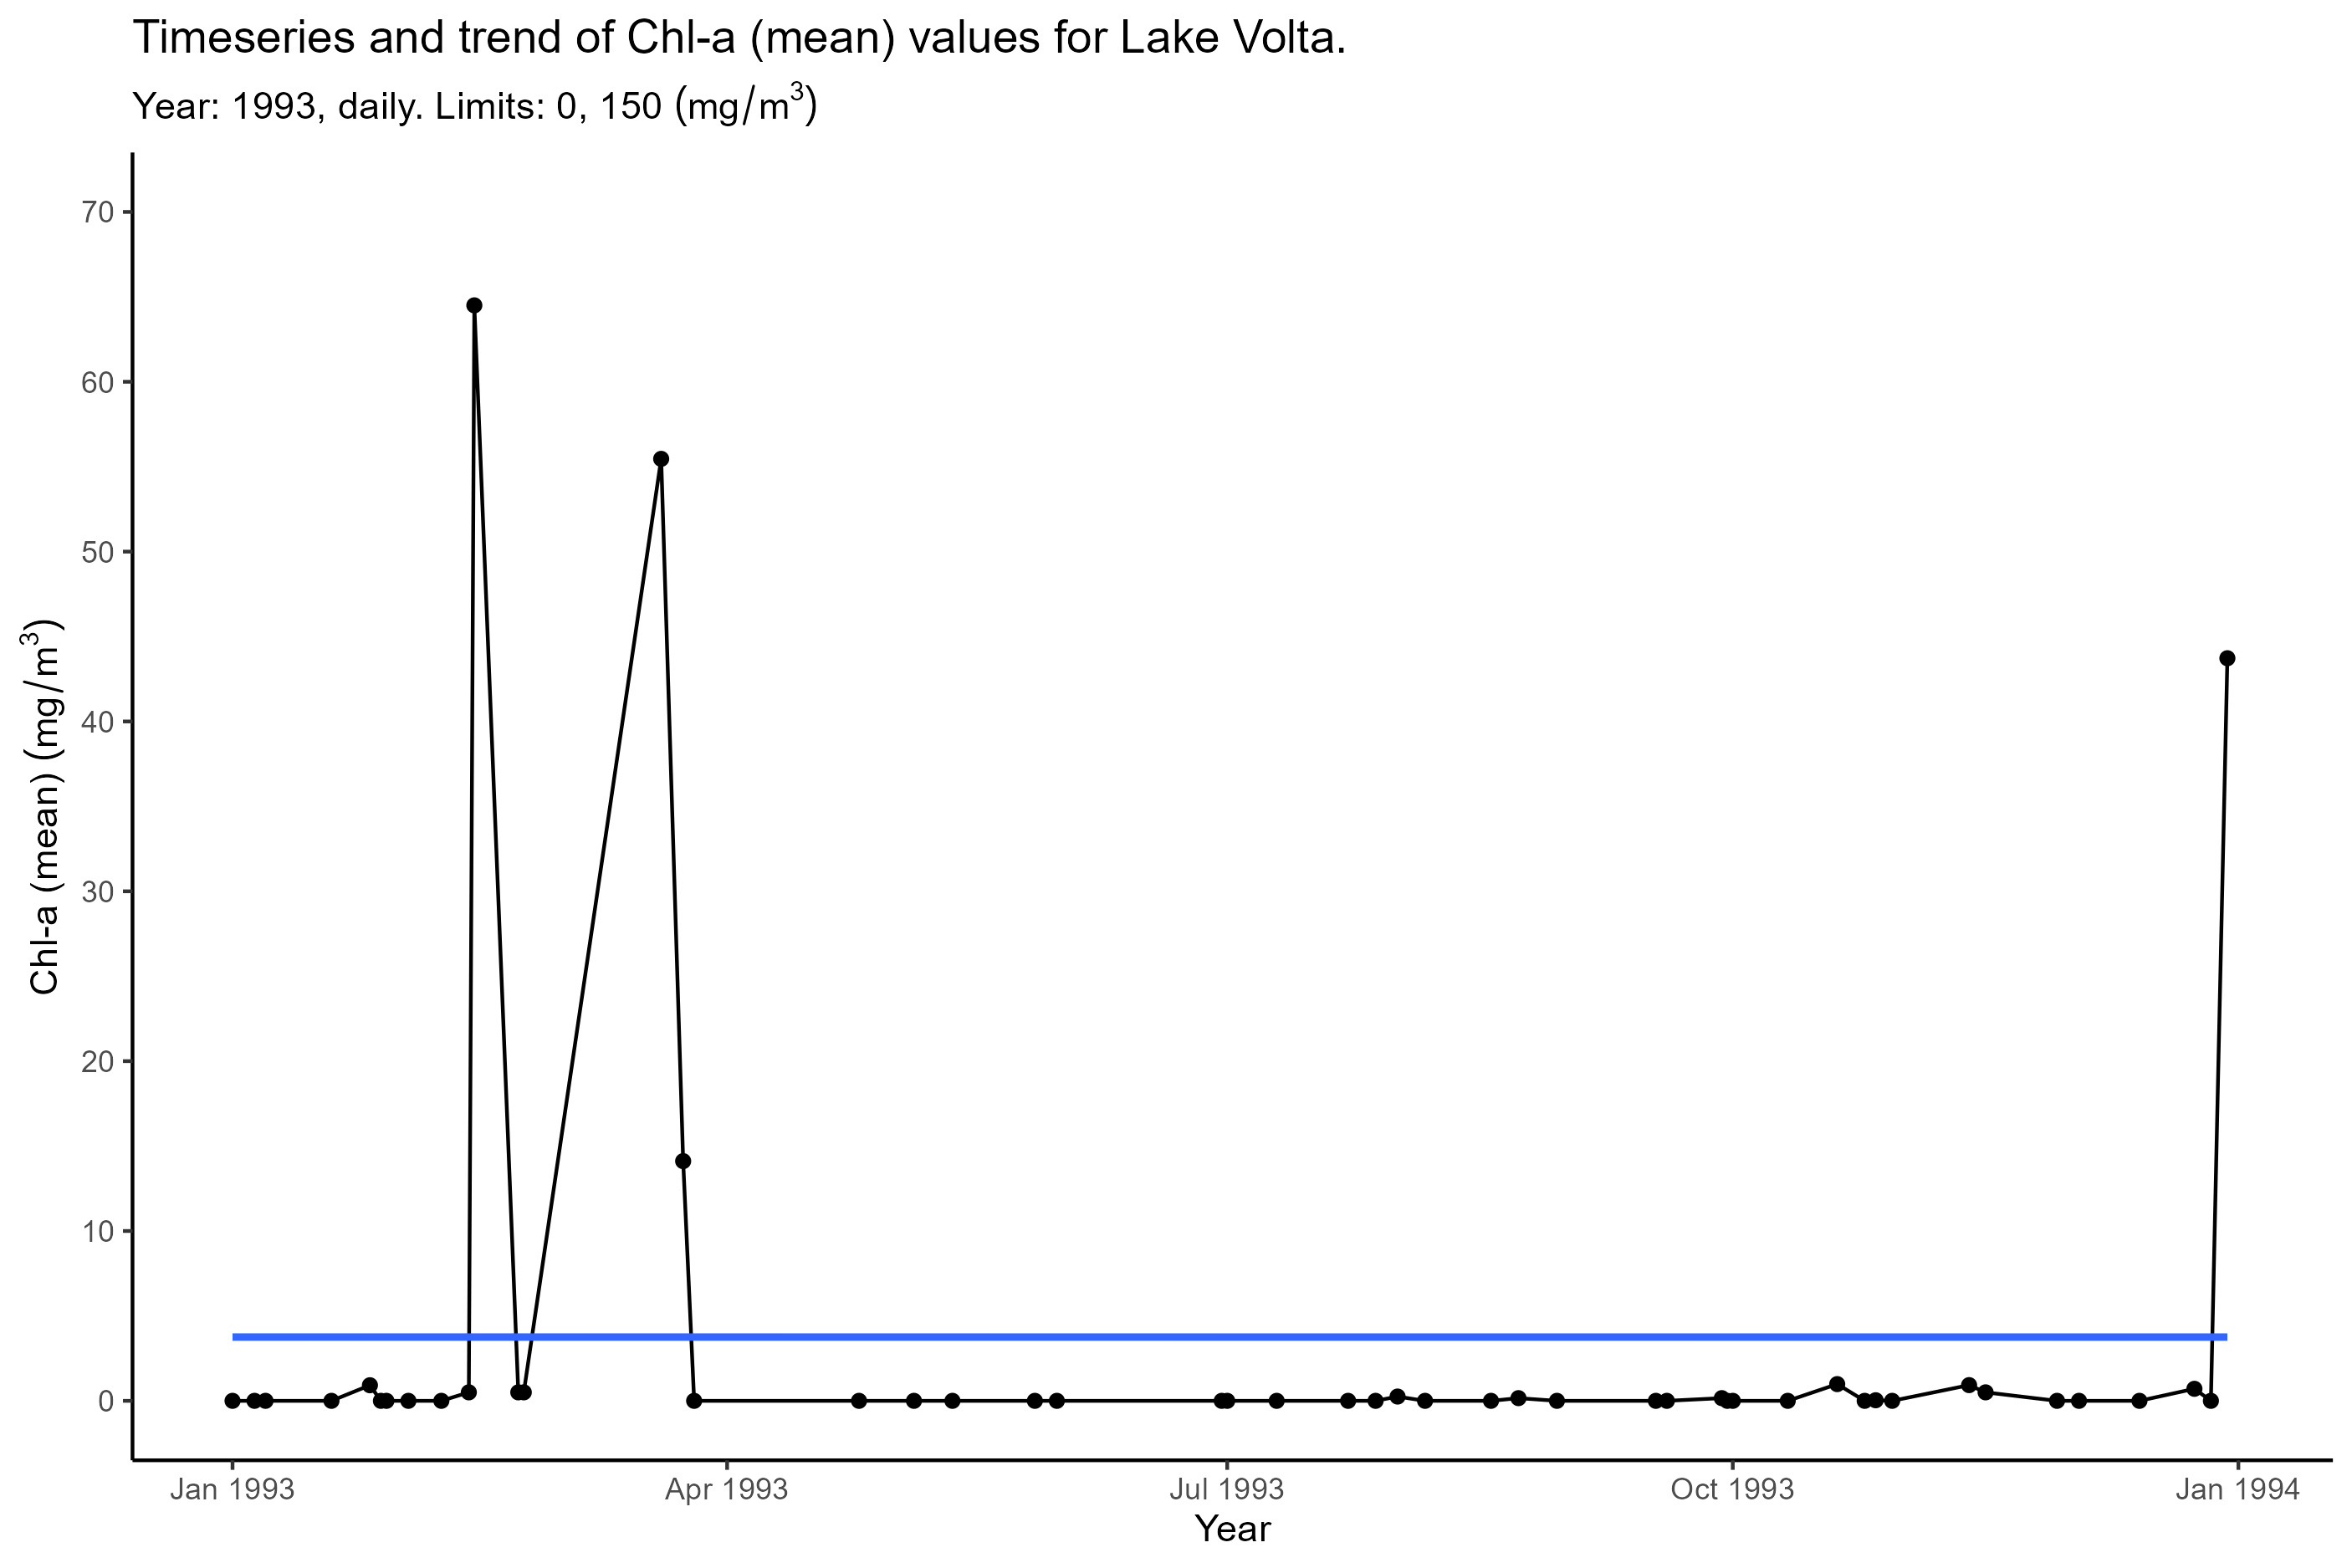 Timeseries and trend of Chl-a (mean) values for Lake Volta.
Year: 1993, daily. Limits: 0, 150 (mg/m³)
Chl-a (mean) (mg/m³)
70
60
50
40
30
20
10
0
Jan 1993 Apr 1993 Jul 1993 Oct 1993 Jan 1994
Year